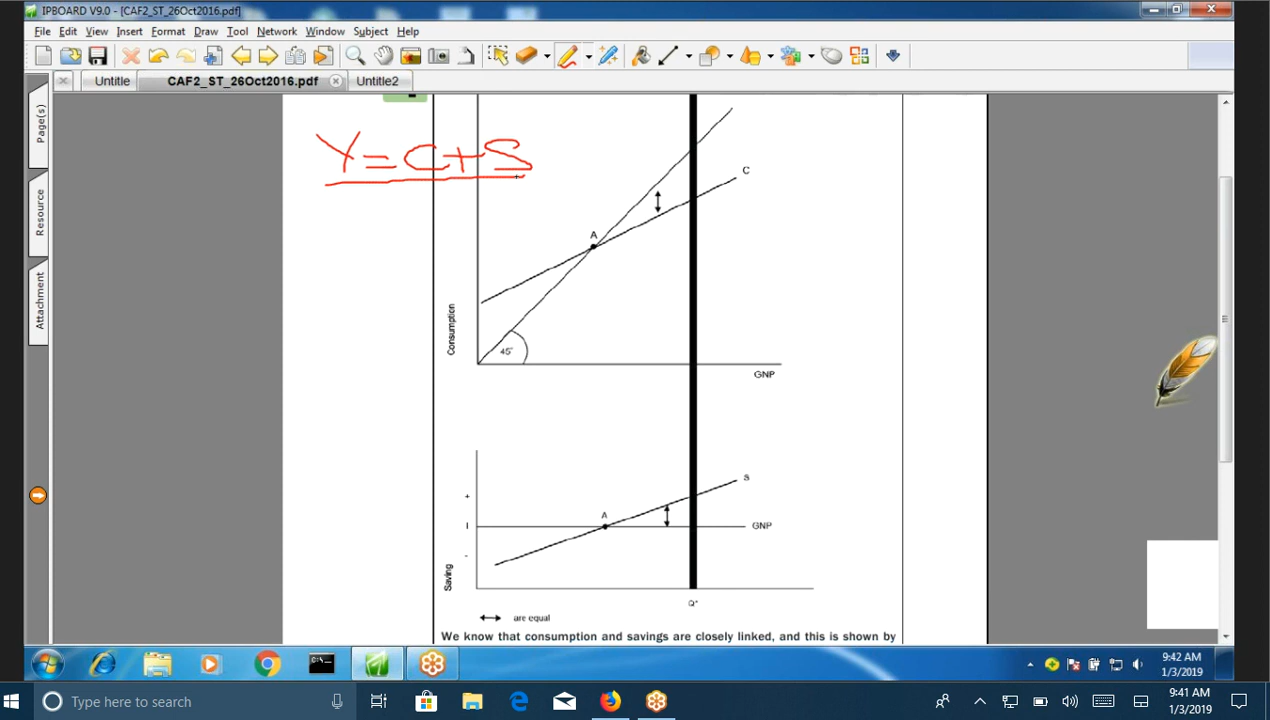 IPBOARD V9.0 - [CAF2_ST_26Oct2016.pdf]
File Edit View Insert Format Draw Tool Network Window Subject Help
Untitle CAF2_ST_26Oct2016.pdf Untitle2
Page(s)
Resource
Attachment
Y=C+S
C
A
Consumption
45°
GNP
S
+
A
I
GNP
-
Saving
Q*
are equal
We know that consumption and savings are closely linked, and this is shown by
9:42 AM
1/3/2019
Type here to search
9:41 AM
1/3/2019